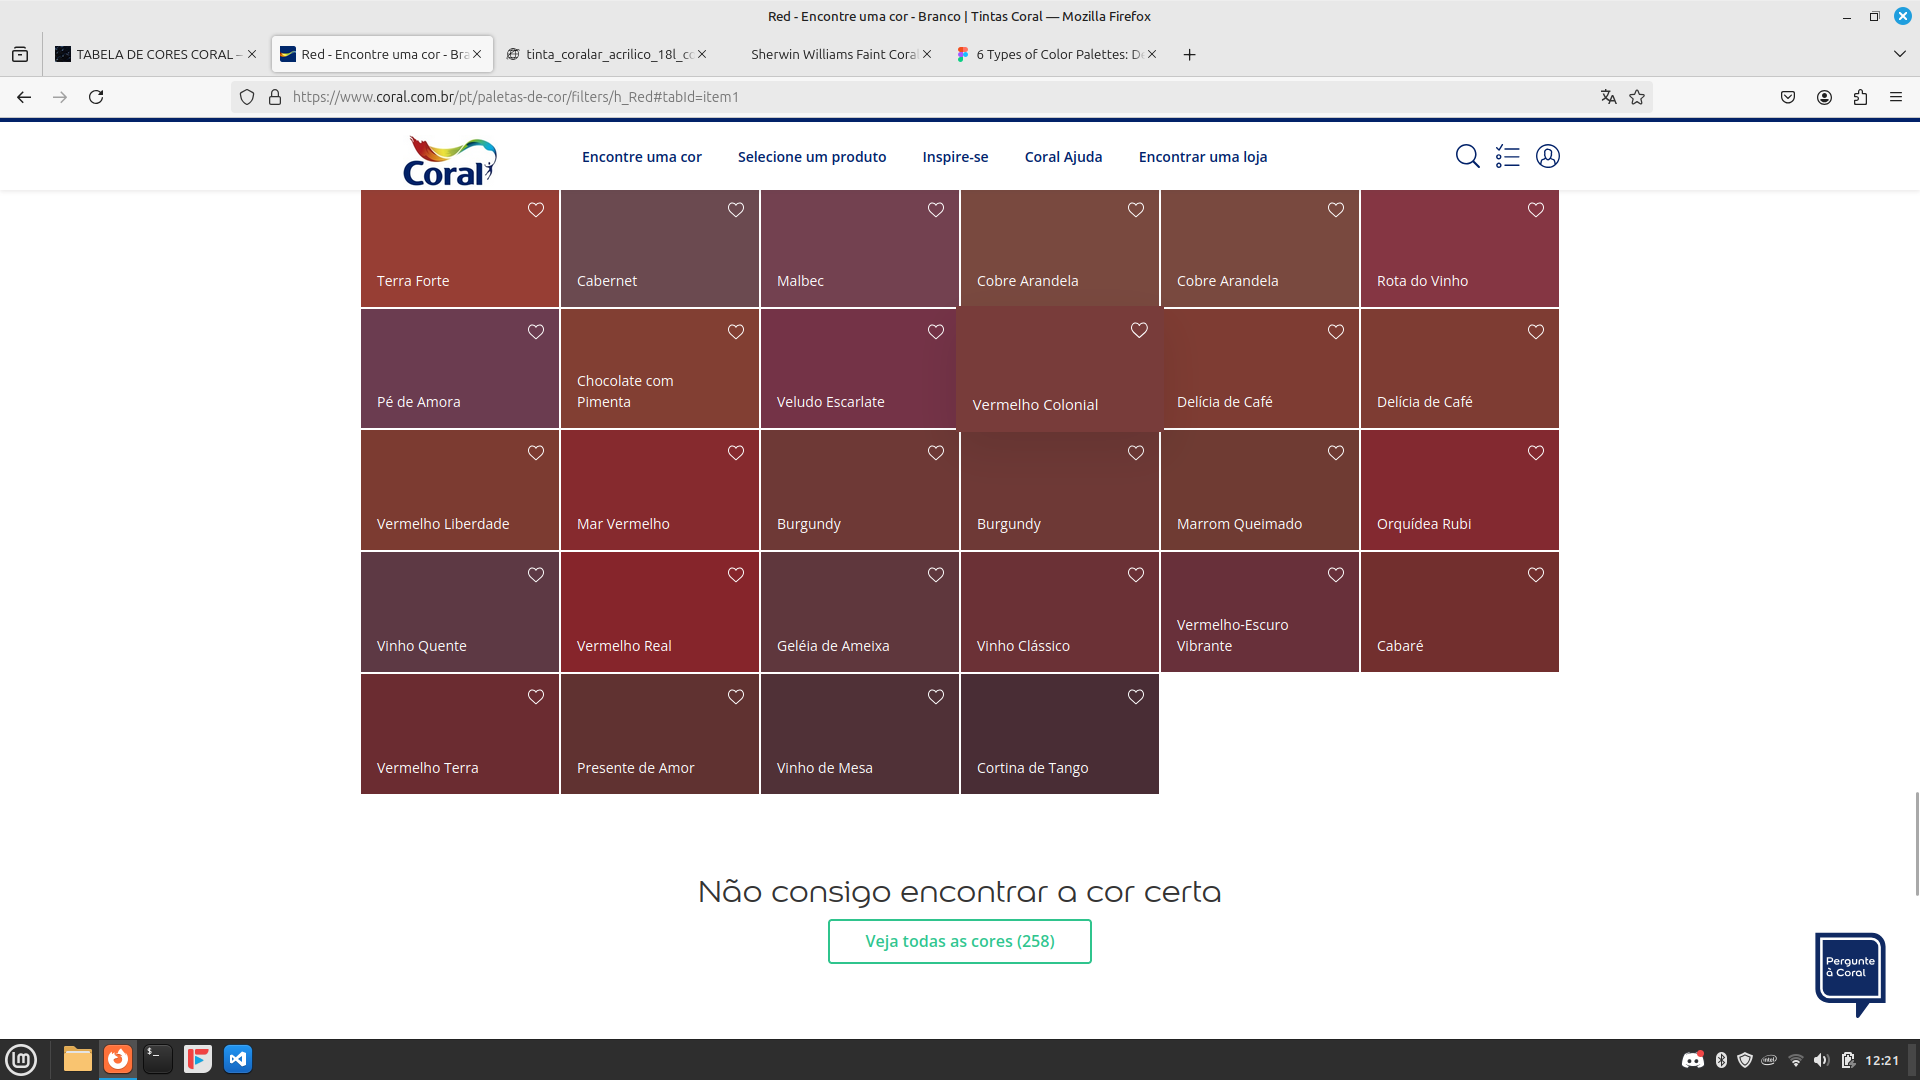 Red - Encontre uma cor - Branco | Tintas Coral — Mozilla Firefox
TABELA DE CORES CORAL –
Red - Encontre uma cor - Bra
tinta_coralar_acrilico_18l_co
Sherwin Williams Faint Coral
6 Types of Color Palettes: De
https://www.coral.com.br/pt/paletas-de-cor/filters/h_Red#tabId=item1
Coral
Encontre uma cor
Selecione um produto
Inspire-se
Coral Ajuda
Encontrar uma loja
Terra Forte
Cabernet
Malbec
Cobre Arandela
Cobre Arandela
Rota do Vinho
Pé de Amora
Chocolate com
Pimenta
Veludo Escarlate
Vermelho Colonial
Delícia de Café
Delícia de Café
Vermelho Liberdade
Mar Vermelho
Burgundy
Burgundy
Marrom Queimado
Orquídea Rubi
Vinho Quente
Vermelho Real
Geléia de Ameixa
Vinho Clássico
Vermelho-Escuro
Vibrante
Cabaré
Vermelho Terra
Presente de Amor
Vinho de Mesa
Cortina de Tango
Não consigo encontrar a cor certa
Veja todas as cores (258)
Pergunte
à Coral
12:21